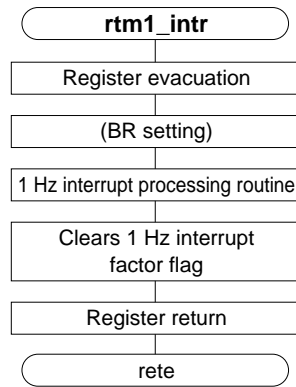 rtm1_intr
Register evacuation
(BR setting)
1 Hz interrupt processing routine
Clears 1 Hz interrupt
factor flag
Register return
rete